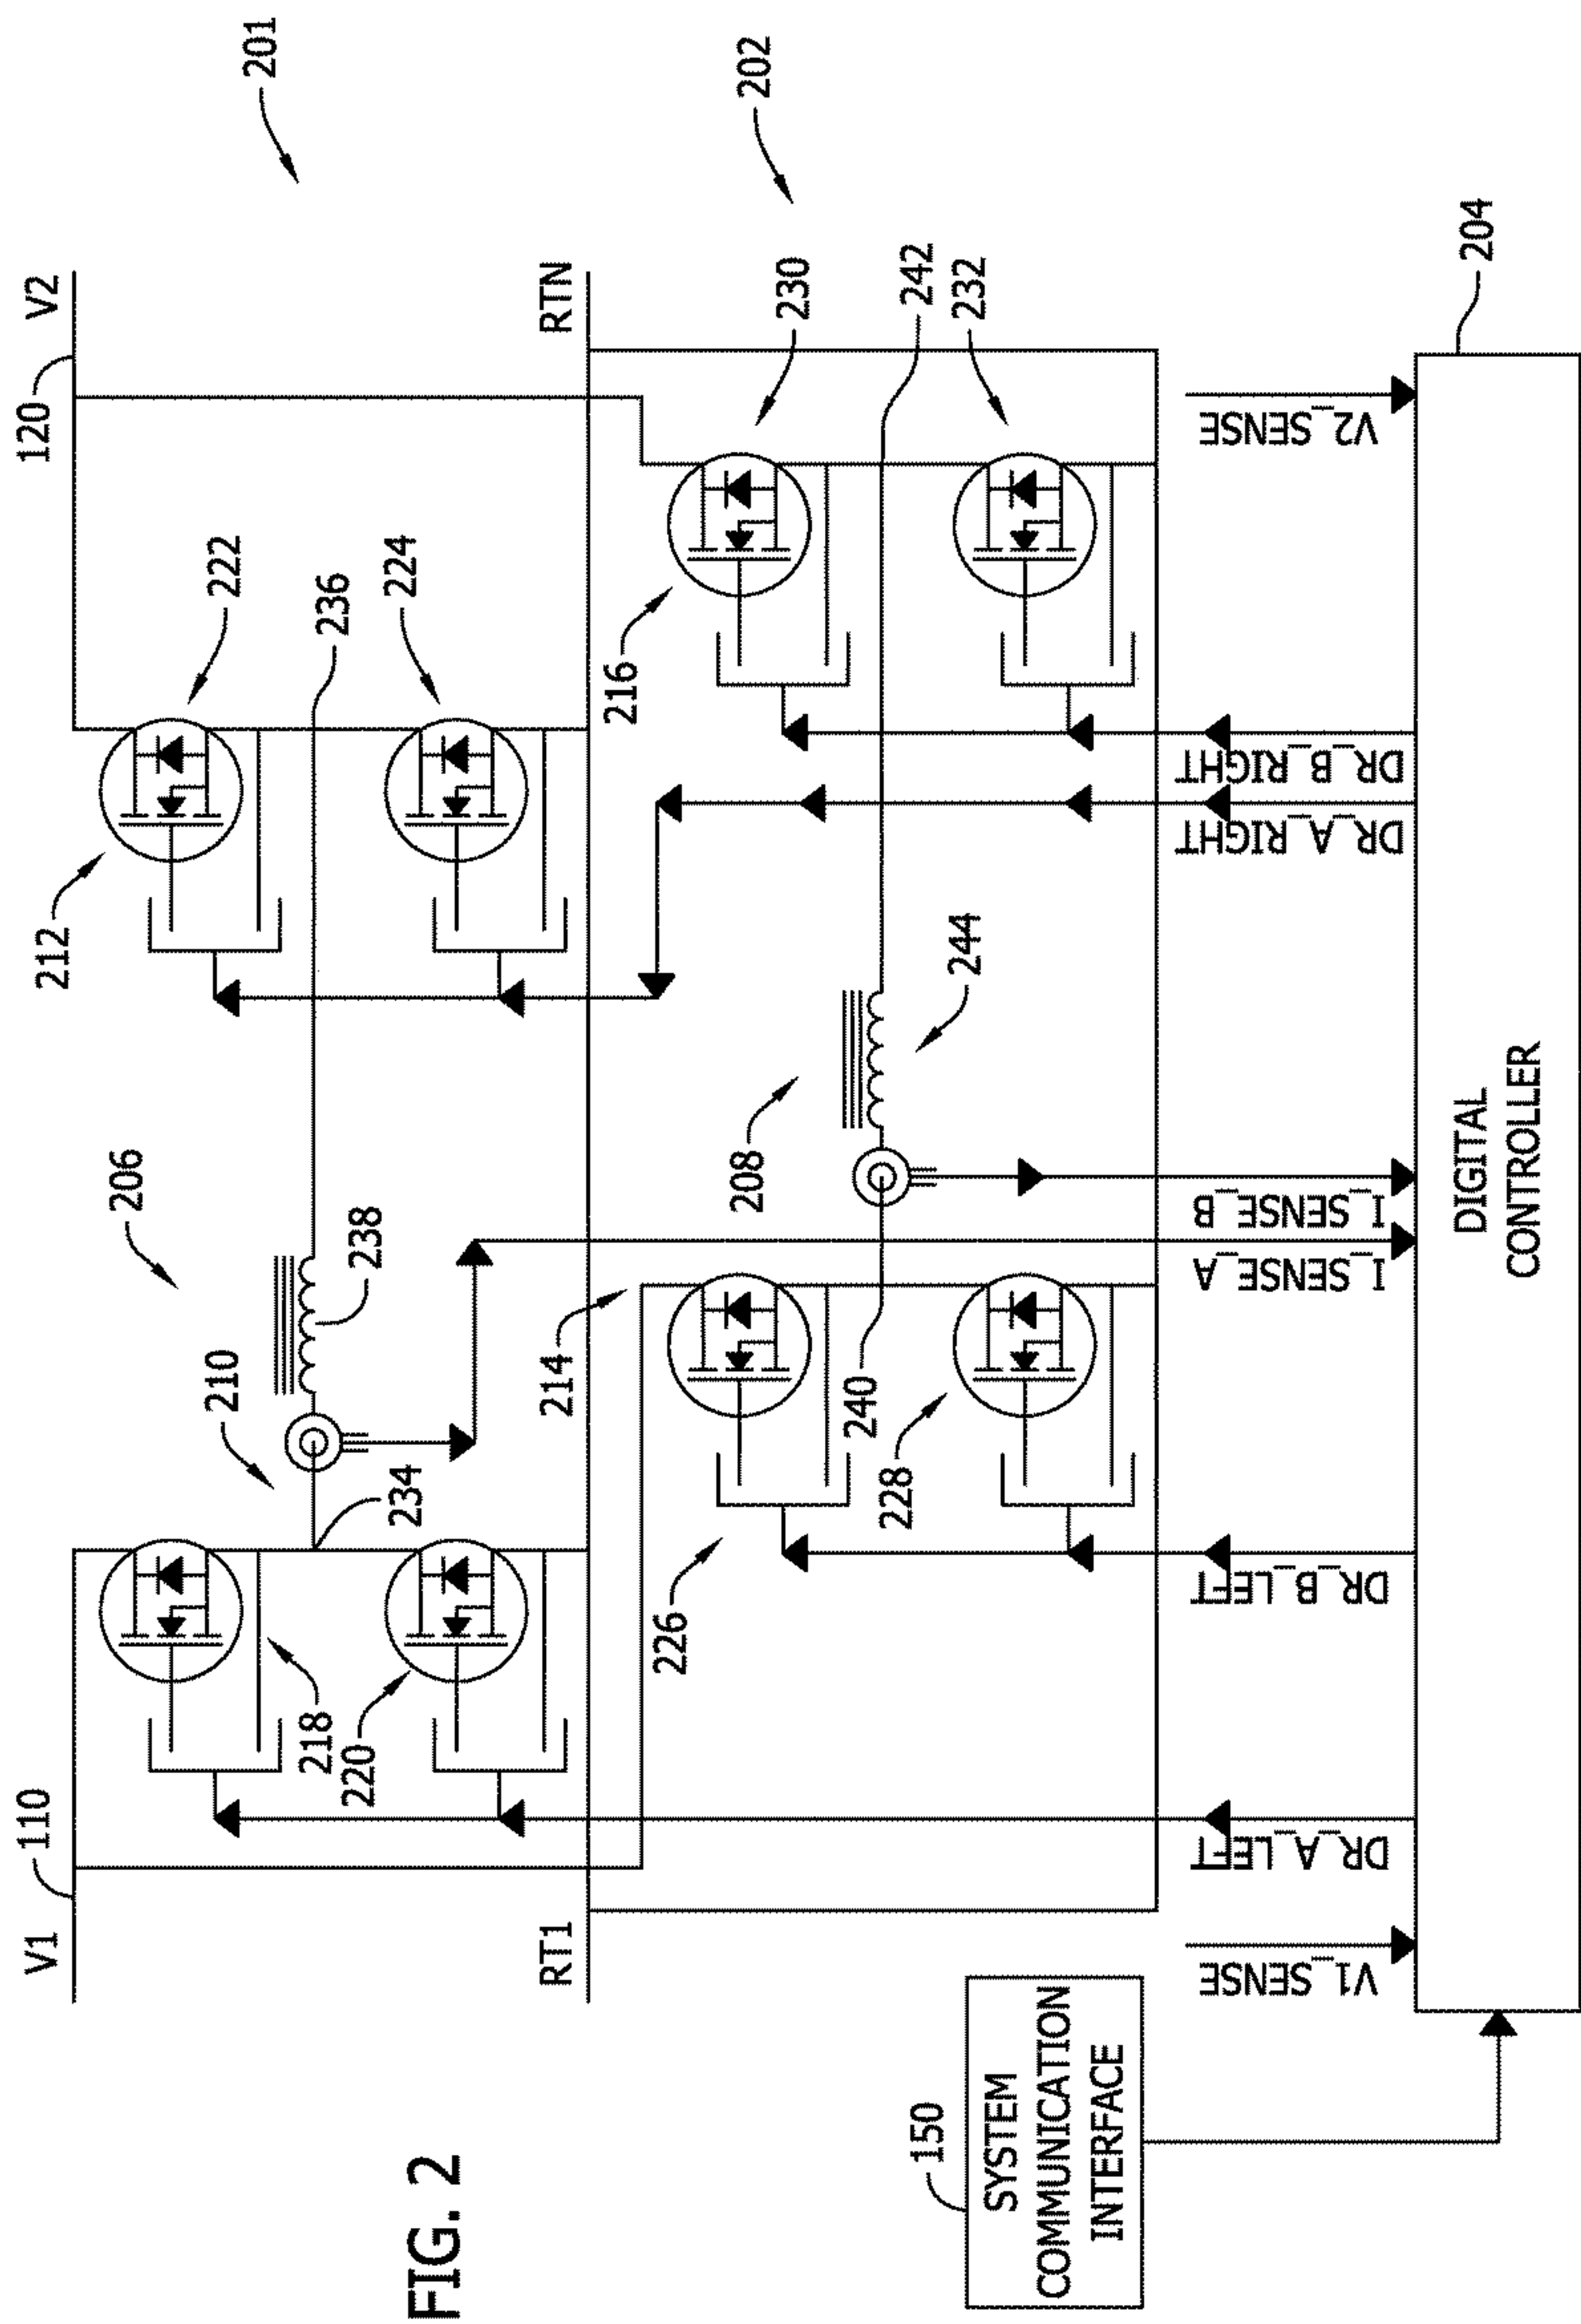 FIG. 2
201
202
V1
110
120
V2
206
210
212
222
218
220
238
234
236
224
RT1
RTN
214
208
216
230
226
228
240
244
242
232
150
SYSTEM
COMMUNICATION
INTERFACE
V1_SENSE
DR_A_LEFT
DR_B_LEFT
I_SENSE_A
I_SENSE_B
DR_A_RIGHT
DR_B_RIGHT
V2_SENSE
204
DIGITAL
CONTROLLER